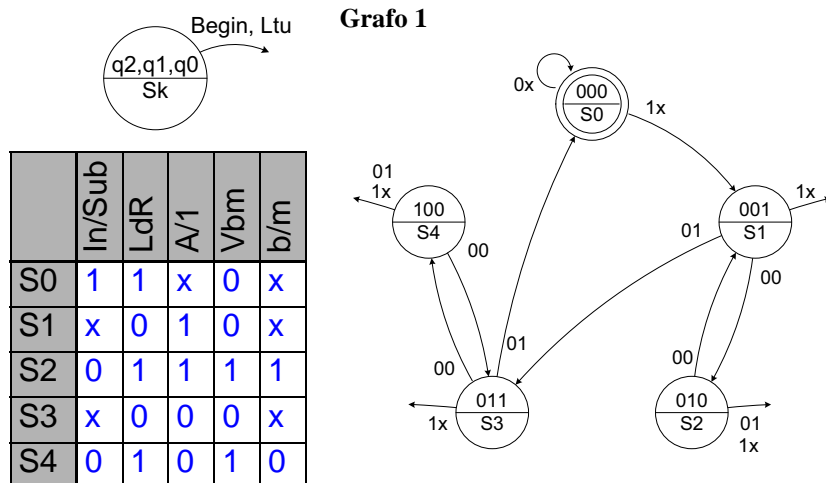 Grafo 1
Begin, Ltu
q2,q1,q0
Sk
In/Sub LdR A/1 Vbm b/m
S0 1 1 x 0 x
S1 x 0 1 0 x
S2 0 1 1 1 1
S3 x 0 0 0 x
S4 0 1 0 1 0
0x
000
S0
1x
01
1x
100
S4
00
001
S1
1x
01
00
01
00
00
011
S3
1x
010
S2
01
1x